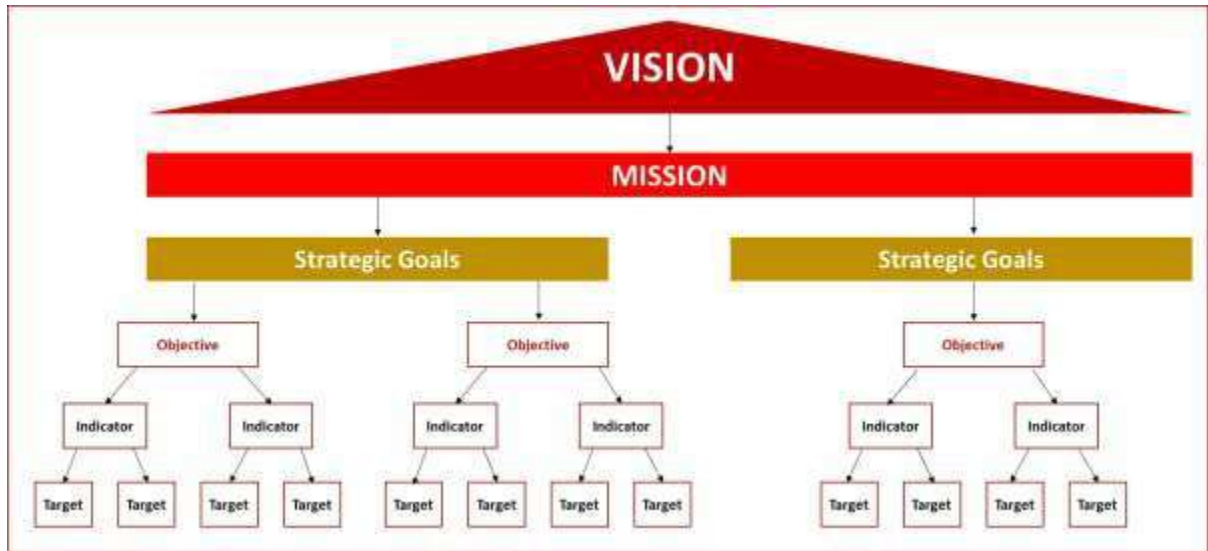 VISION
MISSION
Strategic Goals
Strategic Goals
Objective
Objective
Objective
Indicator
Indicator
Indicator
Indicator
Indicator
Indicator
Target
Target
Target
Target
Target
Target
Target
Target
Target
Target
Target
Target